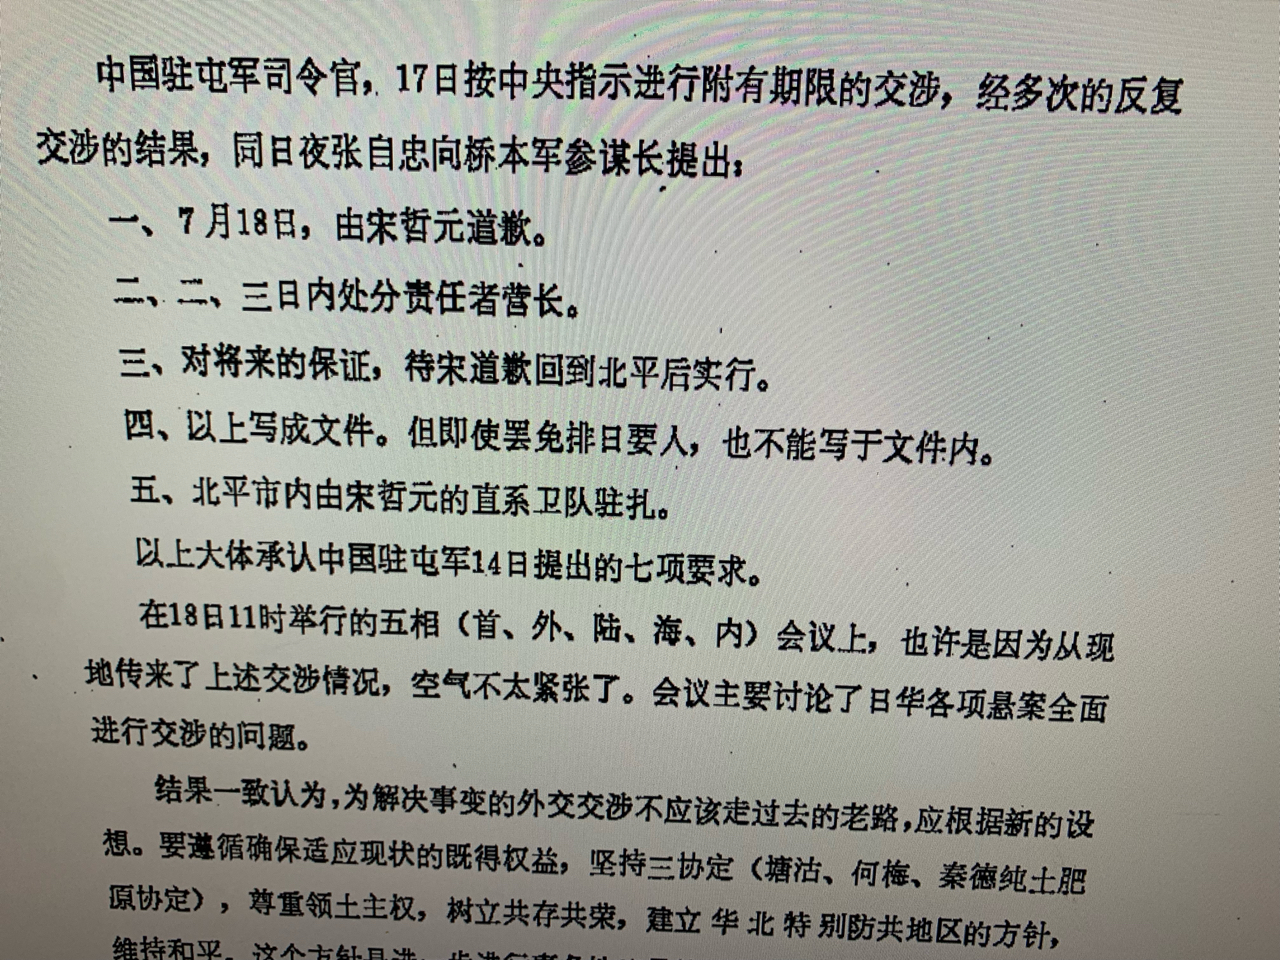 中国驻屯军司令官，17日按中央指示进行附有期限的交涉，经多次的反复
交涉的结果，同日夜张自忠向桥本军参谋长提出：
一、7月18日，由宋哲元道歉。
二、二、三日内处分责任者营长。
三、对将来的保证，待宋道歉回到北平后实行。
四、以上写成文件。但即使罢免排日要人，也不能写于文件内。
五、北平市内由宋哲元的直系卫队驻扎。
以上大体承认中国驻屯军14日提出的七项要求。
在18日11时举行的五相（首、外、陆、海、内）会议上，也许是因为从现
地传来了上述交涉情况，空气不太紧张了。会议主要讨论了日华各项悬案全面
进行交涉的问题。
结果一致认为，为解决事变的外交交涉不应该走过去的老路，应根据新的设
想。要遵循确保适应现状的既得权益，坚持三协定（塘沽、何梅、秦德纯土肥
原协定），尊重领土主权，树立共存共荣，建立华北特别防共地区的方针，
维持和平。这个方针是进一步进行